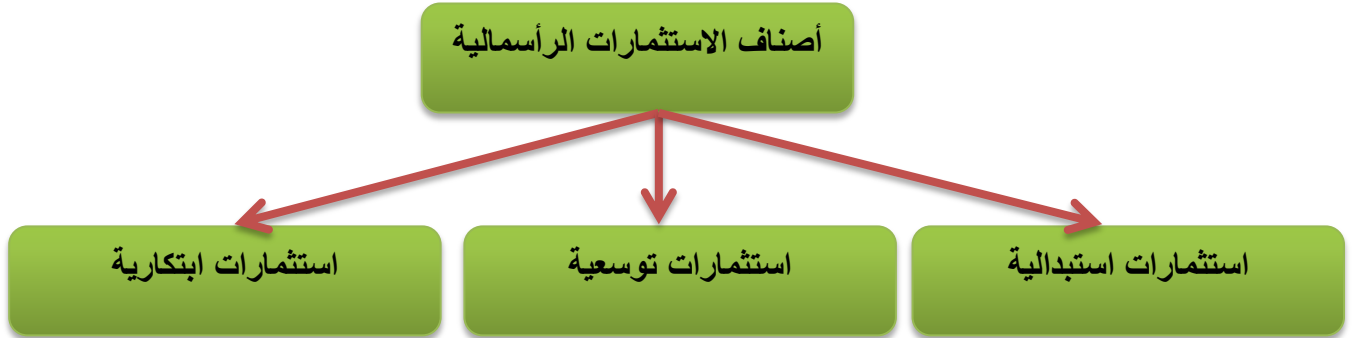 أصناف الاستثمارات الرأسمالية
استثمارات استبدالية
استثمارات توسعية
استثمارات ابتكارية